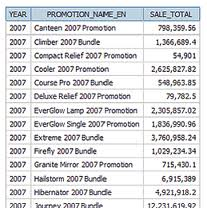 YEAR PROMOTION_NAME_EN SALE_TOTAL
2007 Canteen 2007 Promotion 798,359.56
2007 Climber 2007 Bundle 1,366,689.4
2007 Compact Relief 2007 Promotion 54,901
2007 Cooler 2007 Promotion 2,625,827.82
2007 Course Pro 2007 Bundle 548,963.85
2007 Deluxe Relief 2007 Promotion 79,782.5
2007 EverGlow Lamp 2007 Promotion 2,305,857.02
2007 EverGlow Single 2007 Promotion 1,836,990.96
2007 Extreme 2007 Bundle 3,760,958.24
2007 Firefly 2007 Bundle 1,029,234.34
2007 Granite Mirror 2007 Promotion 715,430.1
2007 Hailstorm 2007 Bundle 6,915,389
2007 Hibernator 2007 Bundle 4,921,918.2
2007 Journey 2007 Bundle 12,231,619.92